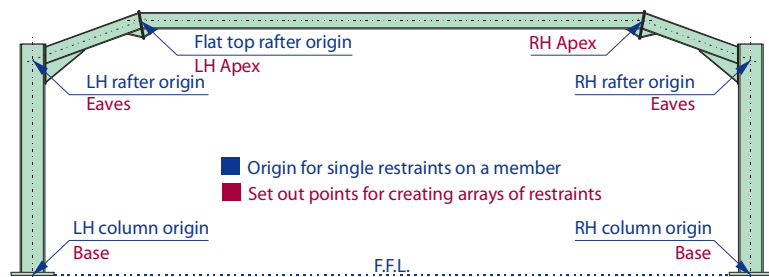 Flat top rafter origin
LH Apex
RH Apex
LH rafter origin
Eaves
RH rafter origin
Eaves
Origin for single restraints on a member
Set out points for creating arrays of restraints
LH column origin
Base
RH column origin
Base
F.F.L.